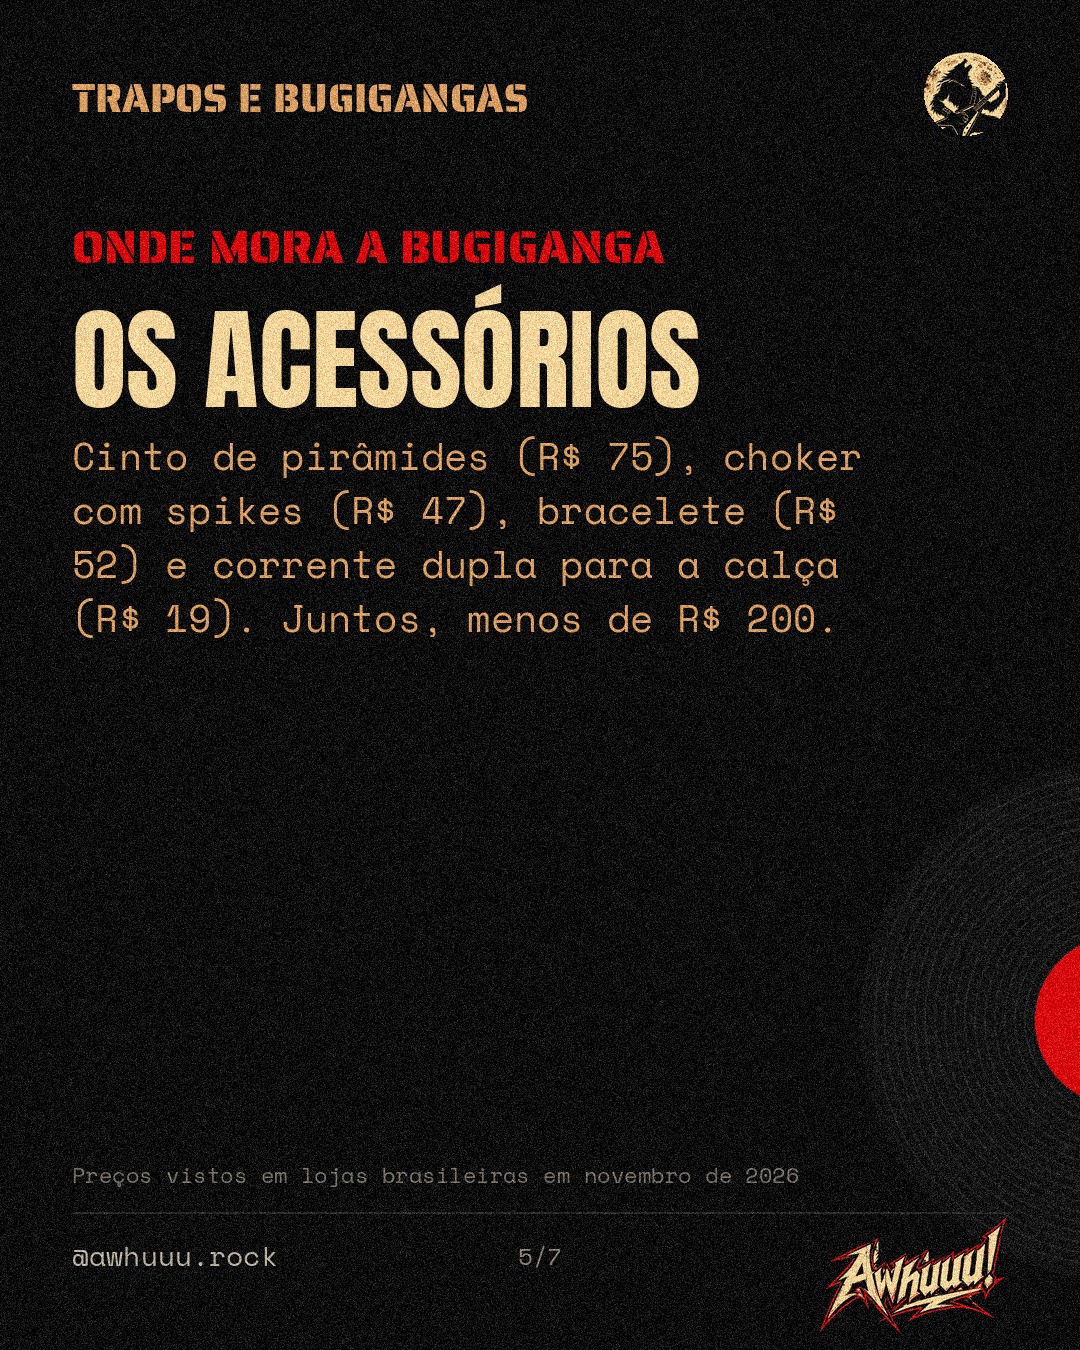 TRAPOS E BUGIGANGAS
ONDE MORA A BUGIGANGA
OS ACESSÓRIOS
Cinto de pirâmides (R$ 75), choker
com spikes (R$ 47), bracelete (R$
52) e corrente dupla para a calça
(R$ 19). Juntos, menos de R$ 200.
Preços vistos em lojas brasileiras em novembro de 2026
@awhuuu.rock
5/7
Awhuuu!